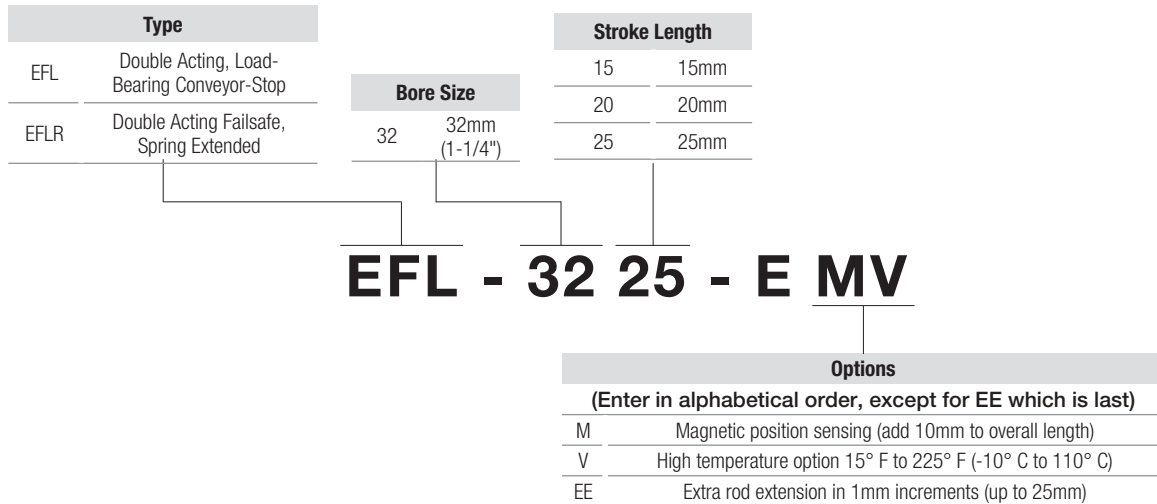 Type
EFL Double Acting, Load-
Bearing Conveyor-Stop
EFLR Double Acting Failsafe,
Spring Extended
Bore Size
32 32mm
(1-1/4")
Stroke Length
15 15mm
20 20mm
25 25mm
EFL - 32 25 - E MV
Options
(Enter in alphabetical order, except for EE which is last)
M Magnetic position sensing (add 10mm to overall length)
V High temperature option 15° F to 225° F (-10° C to 110° C)
EE Extra rod extension in 1mm increments (up to 25mm)